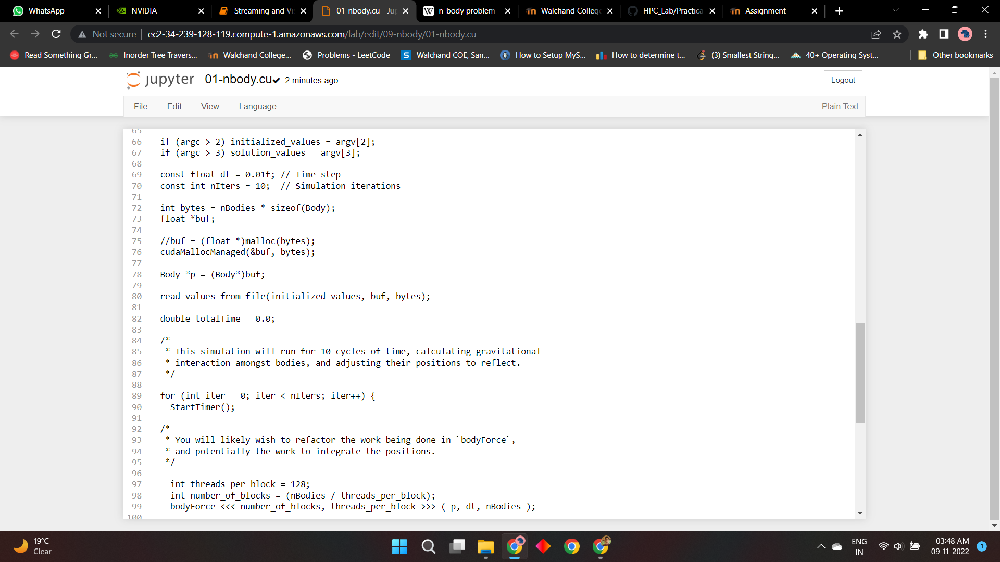 WhatsApp
NVIDIA
Streaming and Vi
01-nbody.cu - Ju
n-body problem
Walchand College
HPC_Lab/Practica
Assignment
Not secure | ec2-34-239-128-119.compute-1.amazonaws.com/lab/edit/09-nbody/01-nbody.cu
Read Something Gr...
Inorder Tree Travers...
Walchand College...
Problems - LeetCode
Walchand COE, San...
How to Setup MyS...
How to determine t...
(3) Smallest String...
40+ Operating Syst...
Other bookmarks
jupyter 01-nbody.cu 2 minutes ago
Logout
File Edit View Language
Plain Text
65
66 if (argc > 2) initialized_values = argv[2];
67 if (argc > 3) solution_values = argv[3];
68
69 const float dt = 0.01f; // Time step
70 const int nIters = 10;  // Simulation iterations
71
72 int bytes = nBodies * sizeof(Body);
73 float *buf;
74
75 //buf = (float *)malloc(bytes);
76 cudaMallocManaged(&buf, bytes);
77
78 Body *p = (Body*)buf;
79
80 read_values_from_file(initialized_values, buf, bytes);
81
82 double totalTime = 0.0;
83
84 /*
85 * This simulation will run for 10 cycles of time, calculating gravitational
86 * interaction amongst bodies, and adjusting their positions to reflect.
87 */
88
89 for (int iter = 0; iter < nIters; iter++) {
90 StartTimer();
91
92 /*
93 * You will likely wish to refactor the work being done in `bodyForce`,
94 * and potentially the work to integrate the positions.
95 */
96
97 int threads_per_block = 128;
98 int number_of_blocks = (nBodies / threads_per_block);
99 bodyForce <<< number_of_blocks, threads_per_block >>> ( p, dt, nBodies );
100
19°C
Clear
ENG
IN
03:48 AM
09-11-2022
1